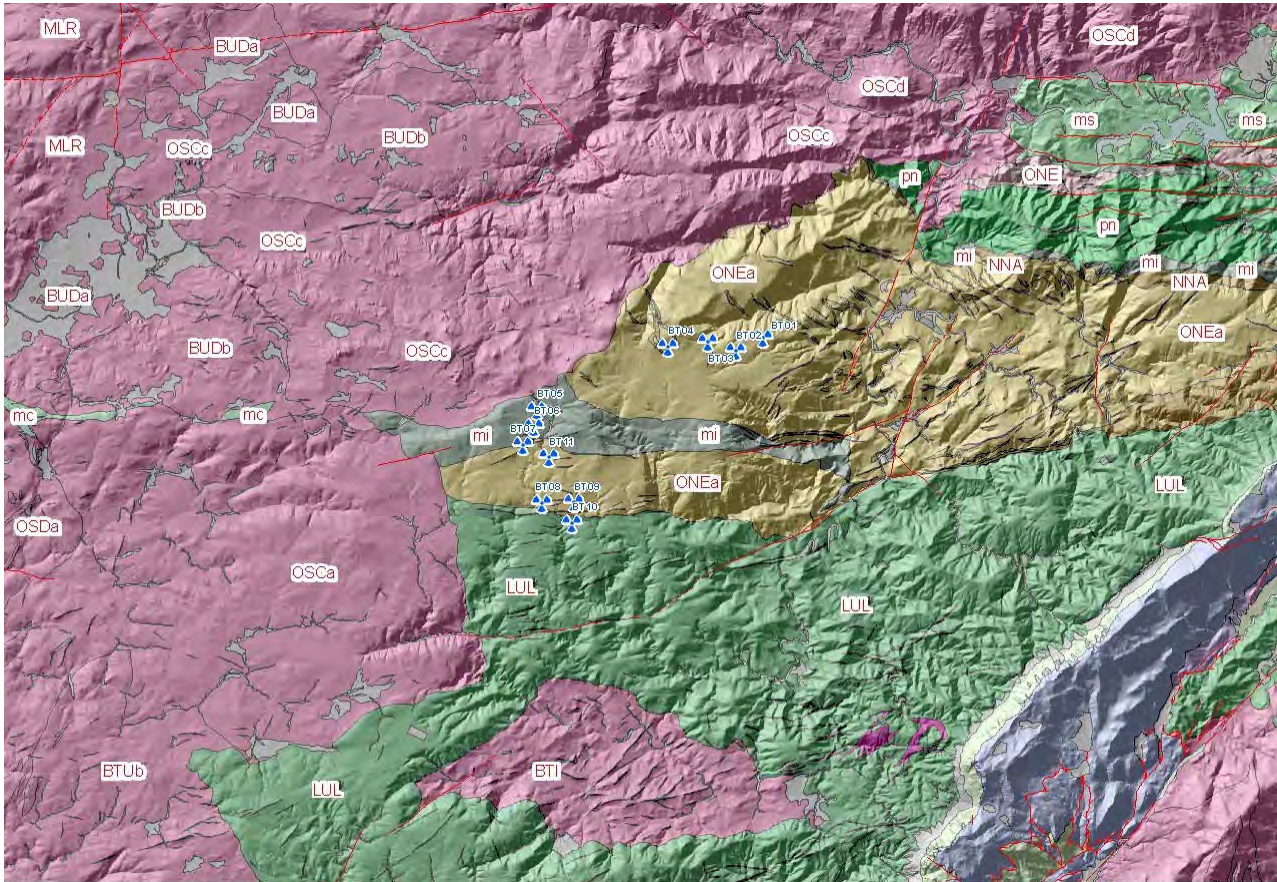 MLR
BUDa
OSCd
OSCd
BUDa
ms
ms
BUDb
OSCc
MLR
OSCc
ONE
pn
BUDb
pn
OSCc
mi
NNA
mi
mi
ONEa
NNA
BUDa
BT01
BT04
BT02
ONEa
BUDb
OSCc
BT03
BT05
mc
mc
BT06
BT07
mi
mi
BT11
ONEa
LUL
BT08
BT09
BT10
OSDa
OSCa
LUL
LUL
BTUb
BTI
LUL